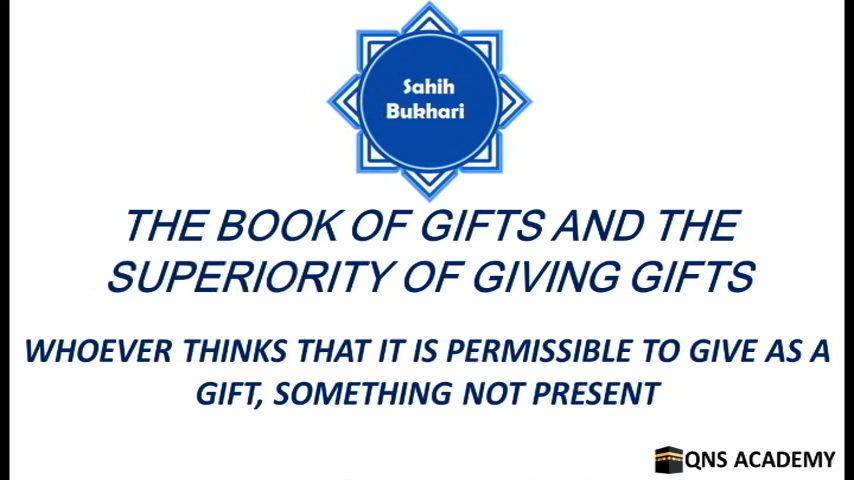 Sahih
Bukhari
THE BOOK OF GIFTS AND THE
SUPERIORITY OF GIVING GIFTS
WHOEVER THINKS THAT IT IS PERMISSIBLE TO GIVE AS A
GIFT, SOMETHING NOT PRESENT
QNS ACADEMY